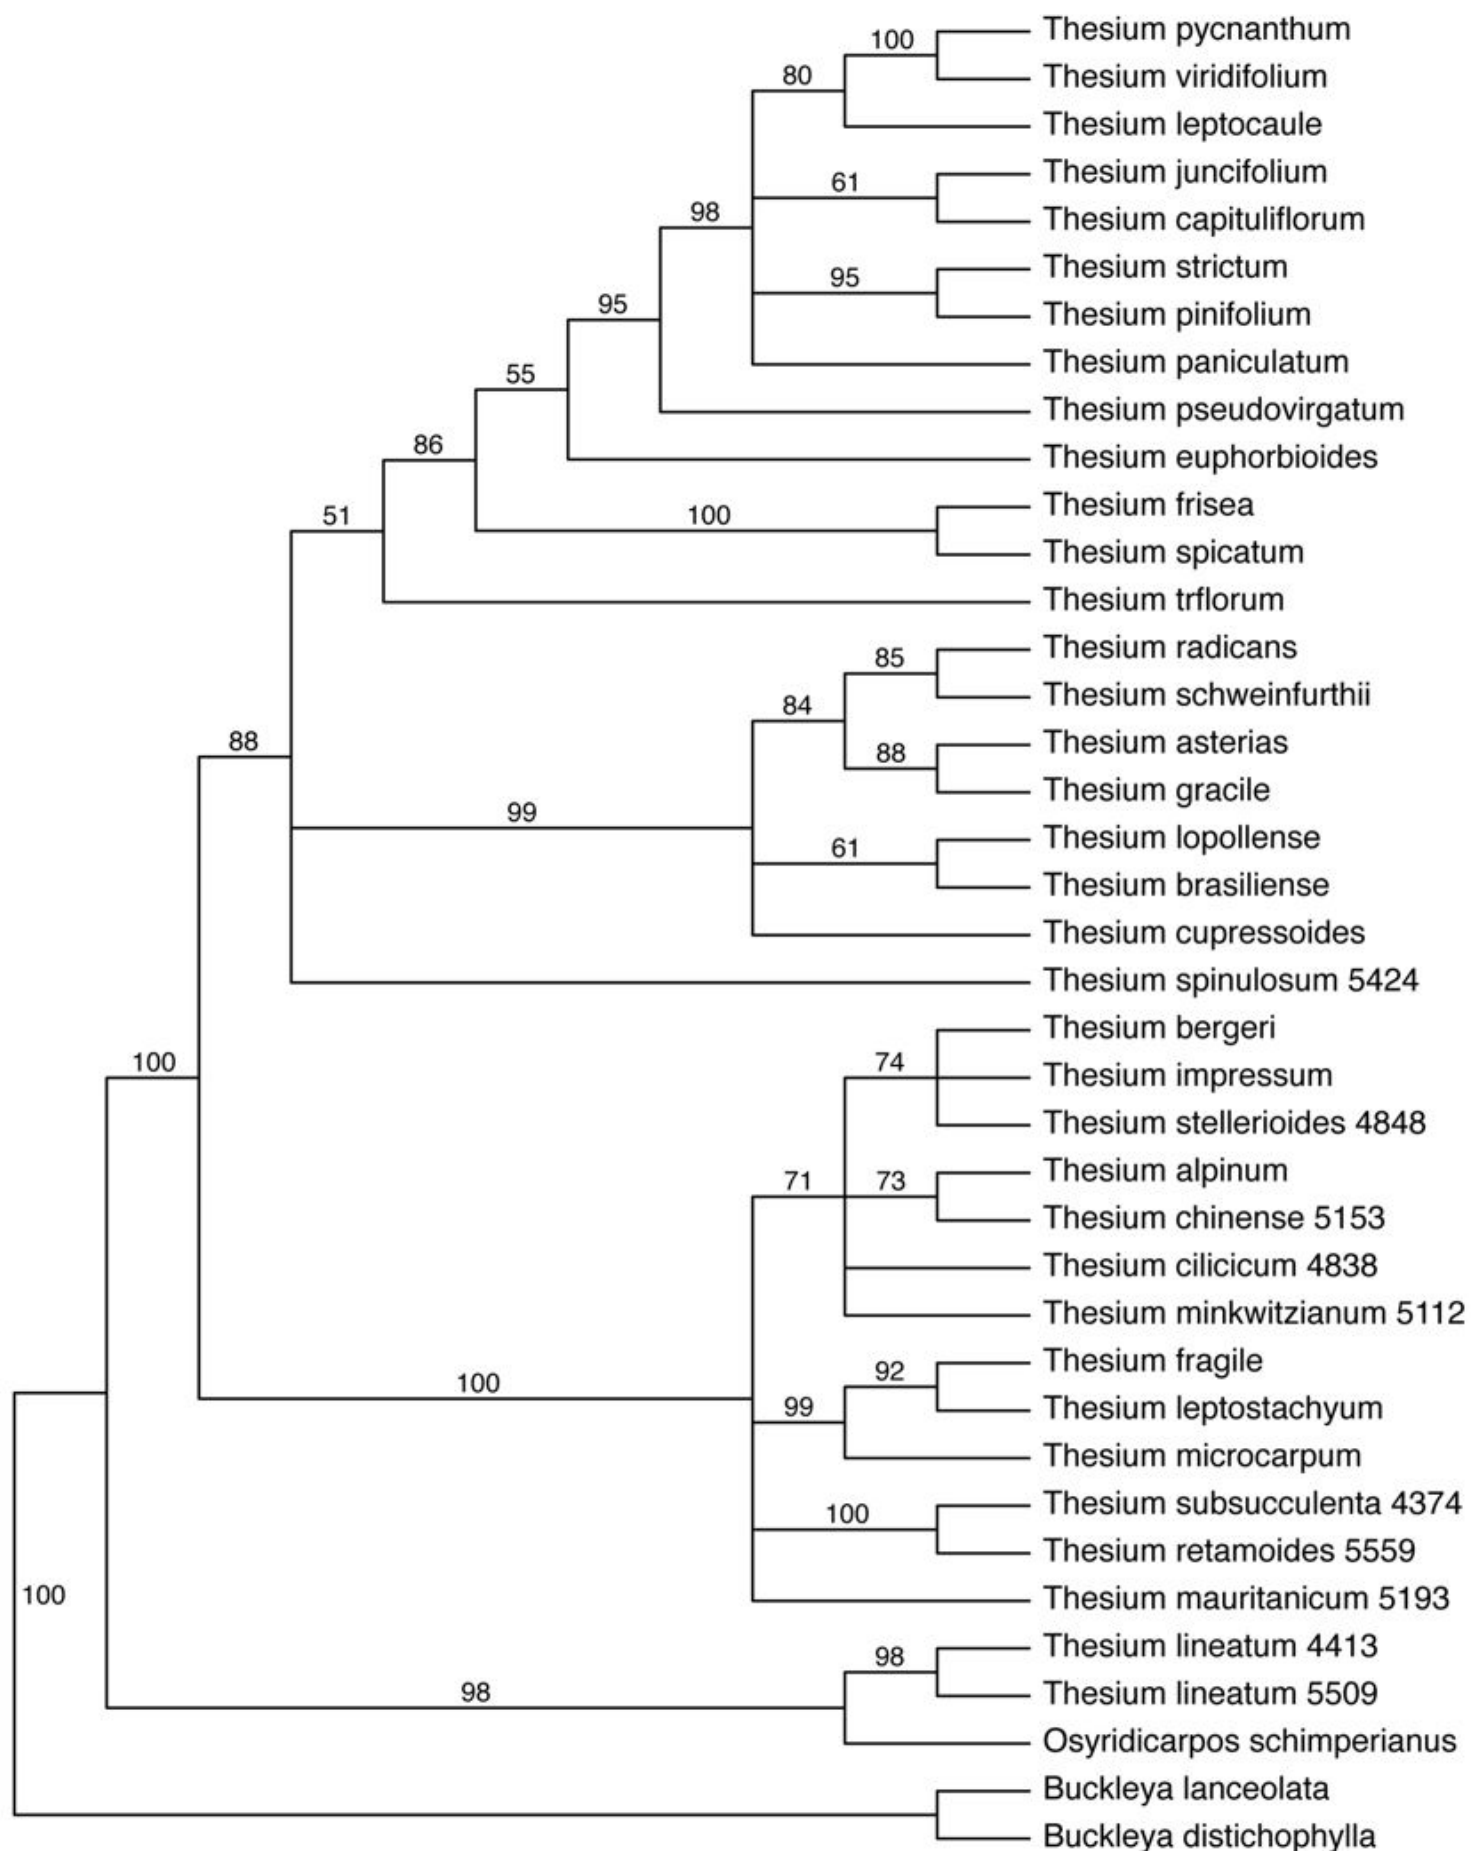 Thesium pycnanthum
100
80
Thesium viridifolium
Thesium leptocaule
Thesium juncifolium
61
98
Thesium capituliflorum
Thesium strictum
95
95
Thesium pinifolium
Thesium paniculatum
55
Thesium pseudovirgatum
86
Thesium euphorbioides
Thesium frisea
51
100
Thesium spicatum
Thesium trflorum
Thesium radicans
85
84
Thesium schweinfurthii
88
Thesium asterias
88
Thesium gracile
99
Thesium lopollense
61
Thesium brasiliense
Thesium cupressoides
Thesium spinulosum 5424
Thesium bergeri
100
74
Thesium impressum
Thesium stellerioides 4848
Thesium alpinum
71
73
Thesium chinense 5153
Thesium cilicicum 4838
Thesium minkwitzianum 5112
Thesium fragile
100
92
99
Thesium leptostachyum
Thesium microcarpum
Thesium subsucculenta 4374
100
Thesium retamoides 5559
100
Thesium mauritanicum 5193
Thesium lineatum 4413
98
98
Thesium lineatum 5509
Osyridicarpos schimperianus
Buckleya lanceolata
Buckleya distichophylla